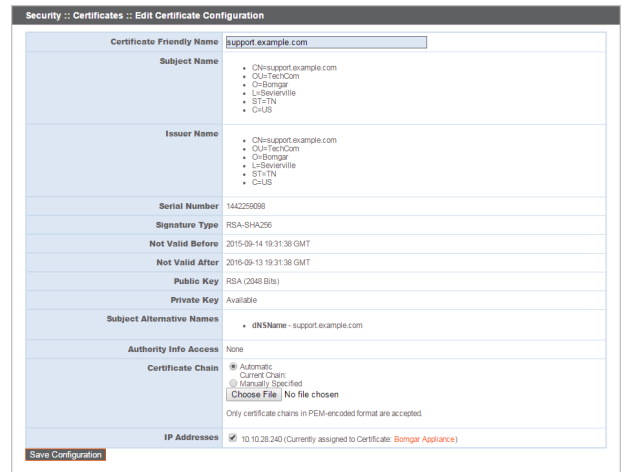 Security :: Certificates :: Edit Certificate Configuration
Certificate Friendly Name support.example.com
Subject Name
• CN=support.example.com
• OU=TechCom
• O=Bomgar
• L=Sevierville
• ST=TN
• C=US
Issuer Name
• CN=support.example.com
• OU=TechCom
• O=Bomgar
• L=Sevierville
• ST=TN
• C=US
Serial Number 1442259098
Signature Type RSA-SHA256
Not Valid Before 2015-09-14 19:31:38 GMT
Not Valid After 2016-09-13 19:31:38 GMT
Public Key RSA (2048 Bits)
Private Key Available
Subject Alternative Names
• dNSName - support.example.com
Authority Info Access None
Certificate Chain Automatic
Current Chain:
Manually Specified
Choose File No file chosen
Only certificate chains in PEM-encoded format are accepted.
IP Addresses 10.10.28.240 (Currently assigned to Certificate: Bomgar Appliance)
Save Configuration